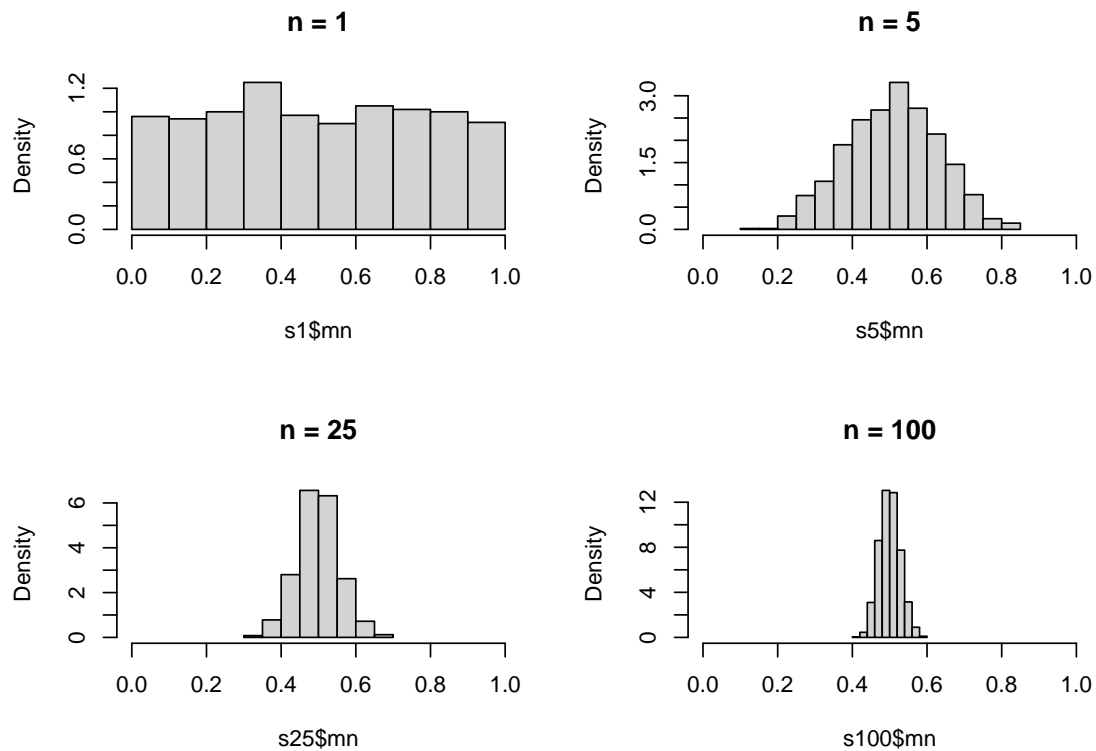 n = 1
Density
0.0 0.6 1.2
0.0 0.2 0.4 0.6 0.8 1.0
s1$mn
n = 5
Density
0.0 1.5 3.0
0.0 0.2 0.4 0.6 0.8 1.0
s5$mn
n = 25
Density
0 2 4 6
0.0 0.2 0.4 0.6 0.8 1.0
s25$mn
n = 100
Density
0 4 8 12
0.0 0.2 0.4 0.6 0.8 1.0
s100$mn